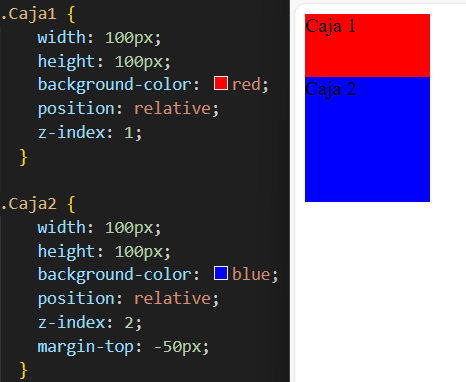 .Caja1 {
width: 100px;
height: 100px;
background-color: red;
position: relative;
z-index: 1;
}
.Caja2 {
width: 100px;
height: 100px;
background-color: blue;
position: relative;
z-index: 2;
margin-top: -50px;
}
Caja 1
Caja 2